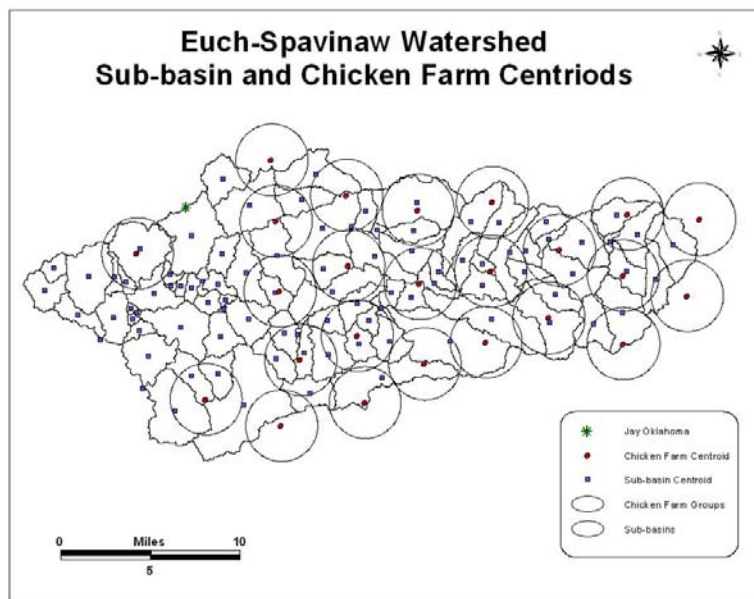 Euch-Spavinaw Watershed
Sub-basin and Chicken Farm Centriods
Jay Oklahoma
Chicken Farm Centroid
Sub-basin Centroid
Chicken Farm Groups
Sub-basins
0 Miles 10
5